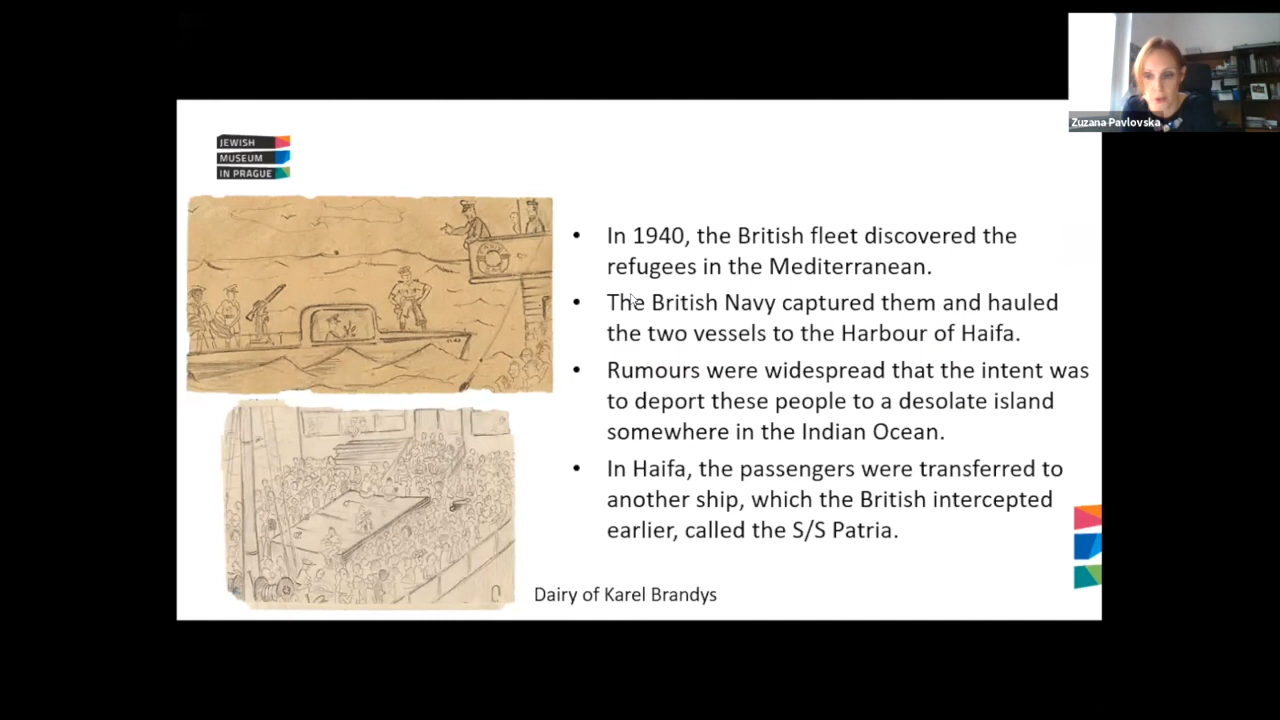 Zuzana Pavlovska
JEWISH
MUSEUM
IN PRAGUE
• In 1940, the British fleet discovered the
refugees in the Mediterranean.
• The British Navy captured them and hauled
the two vessels to the Harbour of Haifa.
• Rumours were widespread that the intent was
to deport these people to a desolate island
somewhere in the Indian Ocean.
• In Haifa, the passengers were transferred to
another ship, which the British intercepted
earlier, called the S/S Patria.
Dairy of Karel Brandys